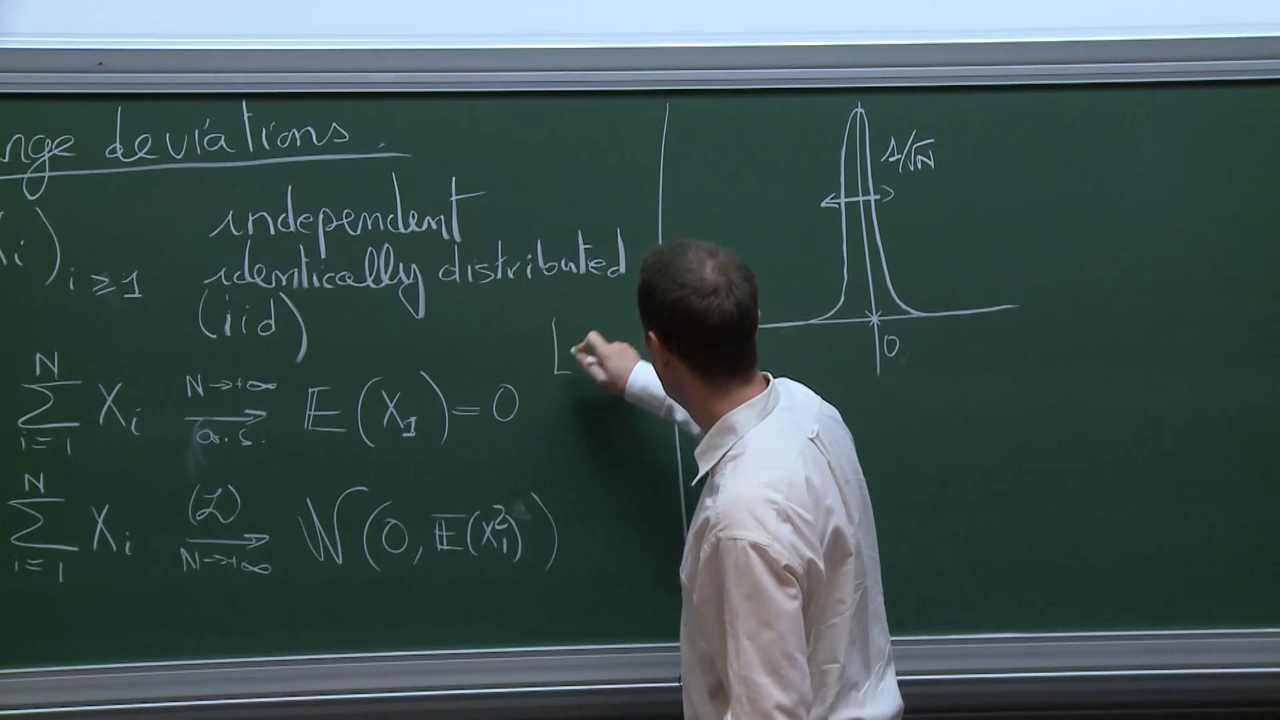 nge deviations.
i)i≥1 independent
identically distributed
(iid)
N
∑ Xi N→+∞ → a.s. E(X1) = 0
i=1
N
∑ Xi (L) → N→+∞ N(0, E(X1²))
i=1
L
1/√N
0